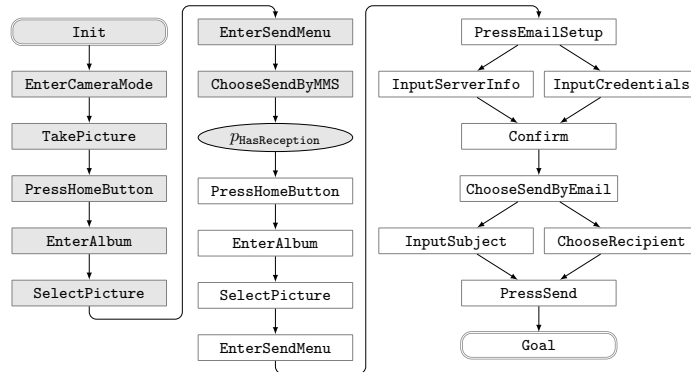 Init
EnterCameraMode
TakePicture
PressHomeButton
EnterAlbum
SelectPicture
EnterSendMenu
ChooseSendByMMS
pHasReception
PressHomeButton
EnterAlbum
SelectPicture
EnterSendMenu
PressEmailSetup
InputServerInfo
InputCredentials
Confirm
ChooseSendByEmail
InputSubject
ChooseRecipient
PressSend
Goal